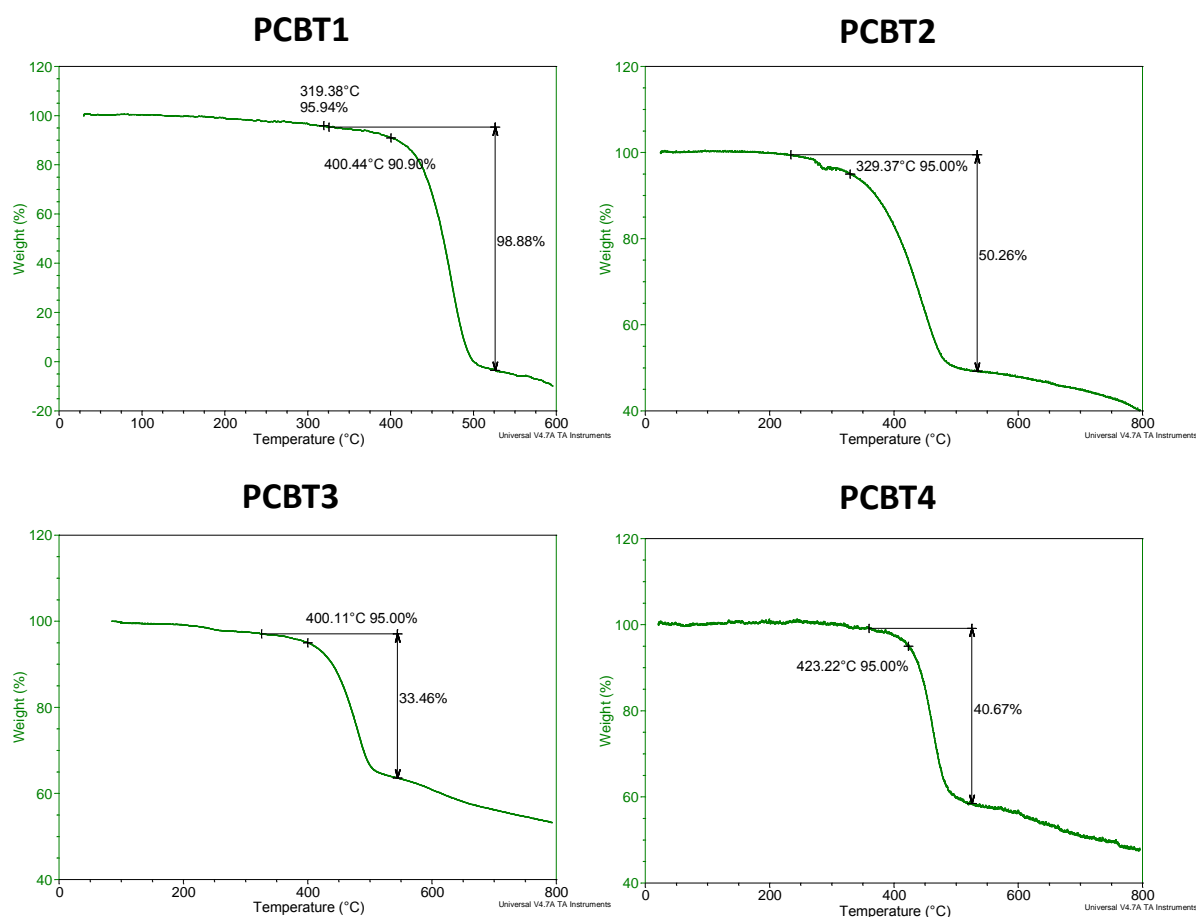 PCBT1
120
100
80
60
40
20
0
-20
Weight (%)
319.38°C
95.94%
400.44°C 90.90%
98.88%
0 100 200 300 400 500 600
Temperature (°C)
Universal V4.7A TA Instruments
PCBT2
120
100
80
60
40
Weight (%)
329.37°C 95.00%
50.26%
0 200 400 600 800
Temperature (°C)
Universal V4.7A TA Instruments
PCBT3
120
100
80
60
40
Weight (%)
400.11°C 95.00%
33.46%
0 200 400 600 800
Temperature (°C)
Universal V4.7A TA Instruments
PCBT4
120
100
80
60
40
Weight (%)
423.22°C 95.00%
40.67%
0 200 400 600 800
Temperature (°C)
Universal V4.7A TA Instruments